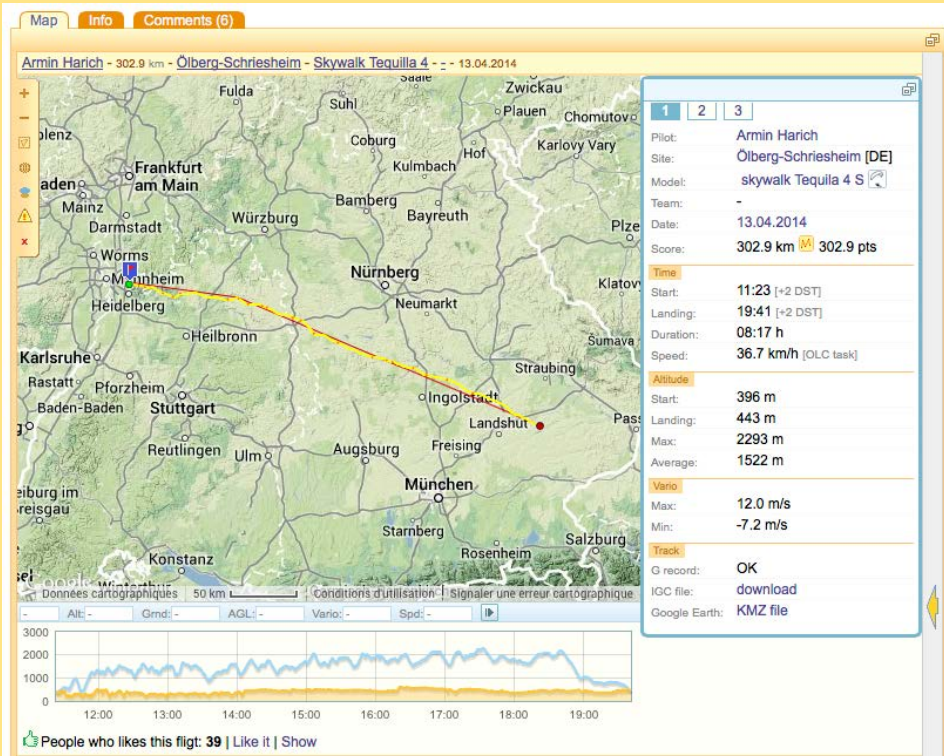 Map Info Comments (6)
Armin Harich - 302.9 km - Ölberg-Schriesheim - Skywalk Tequilla 4 - - - 13.04.2014
Saale
Fulda
Suhl
Zwickau
Plauen
Chomutov
Coburg
Hof
Karlovy Vary
Kulmbach
Frankfurt
am Main
Bamberg
Bayreuth
Mainz
Darmstadt
Würzburg
Worms
Nürnberg
Heidelberg
Neumarkt
Heilbronn
Šumava
Karlsruhe
Straubing
Rastatt
Pforzheim
Ingolstadt
Baden-Baden
Stuttgart
Landshut
Reutlingen
Ulm
Augsburg
Freising
München
Starnberg
Rosenheim
Salzburg
Konstanz
Données cartographiques 50 km Conditions d'utilisation Signaler une erreur cartographique
1 2 3
Pilot: Armin Harich
Site: Ölberg-Schriesheim [DE]
Model: skywalk Tequila 4 S
Team: -
Date: 13.04.2014
Score: 302.9 km 302.9 pts
Time
Start: 11:23 [+2 DST]
Landing: 19:41 [+2 DST]
Duration: 08:17 h
Speed: 36.7 km/h [OLC task]
Altitude
Start: 396 m
Landing: 443 m
Max: 2293 m
Average: 1522 m
Vario
Max: 12.0 m/s
Min: -7.2 m/s
Track
G record: OK
IGC file: download
Google Earth: KMZ file
- Alt: - Grnd: - AGL: - Vario: - Spd: -
3000
2000
1000
0
12:00 13:00 14:00 15:00 16:00 17:00 18:00 19:00
People who likes this fligt: 39 | Like it | Show